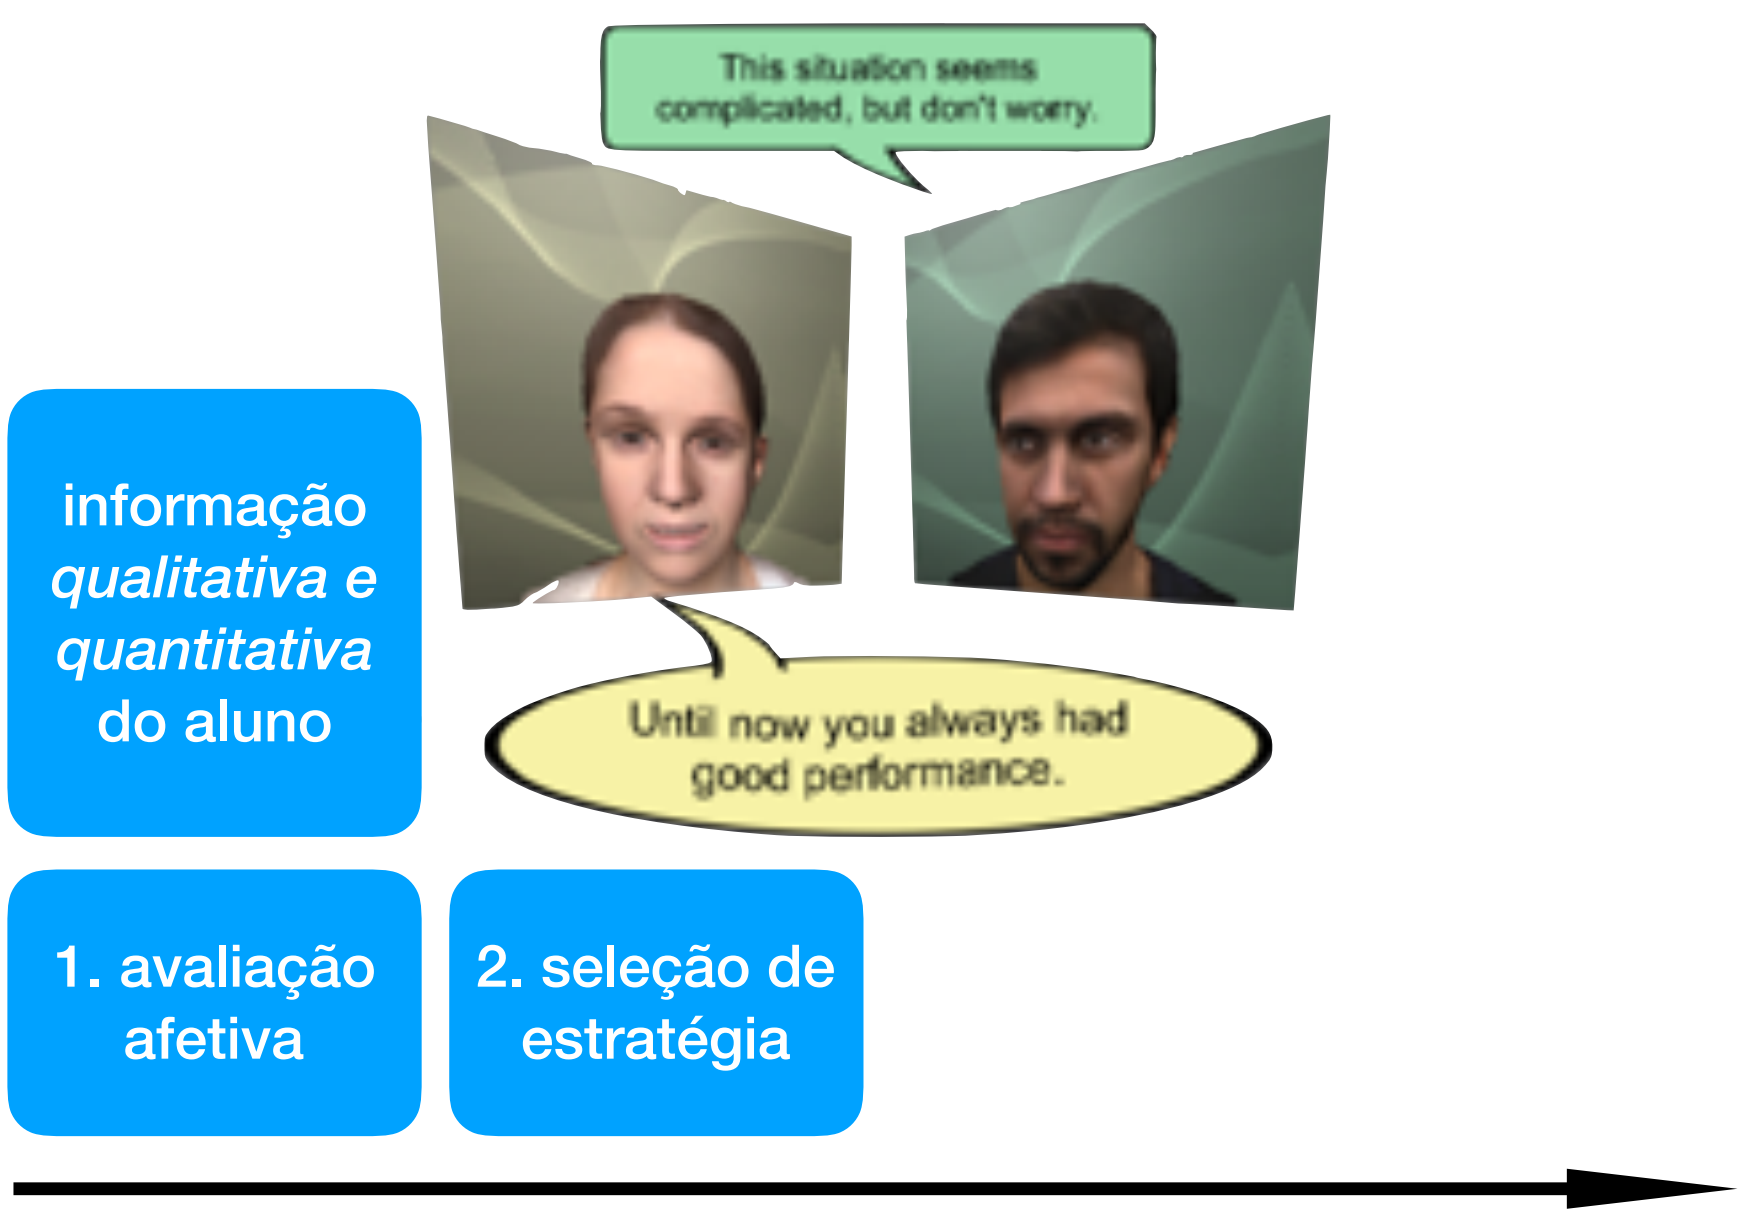 This situation seems
complicated, but don't worry.
informação
qualitativa e
quantitativa
do aluno
Until now you always had
good performance.
1. avaliação
afetiva
2. seleção de
estratégia